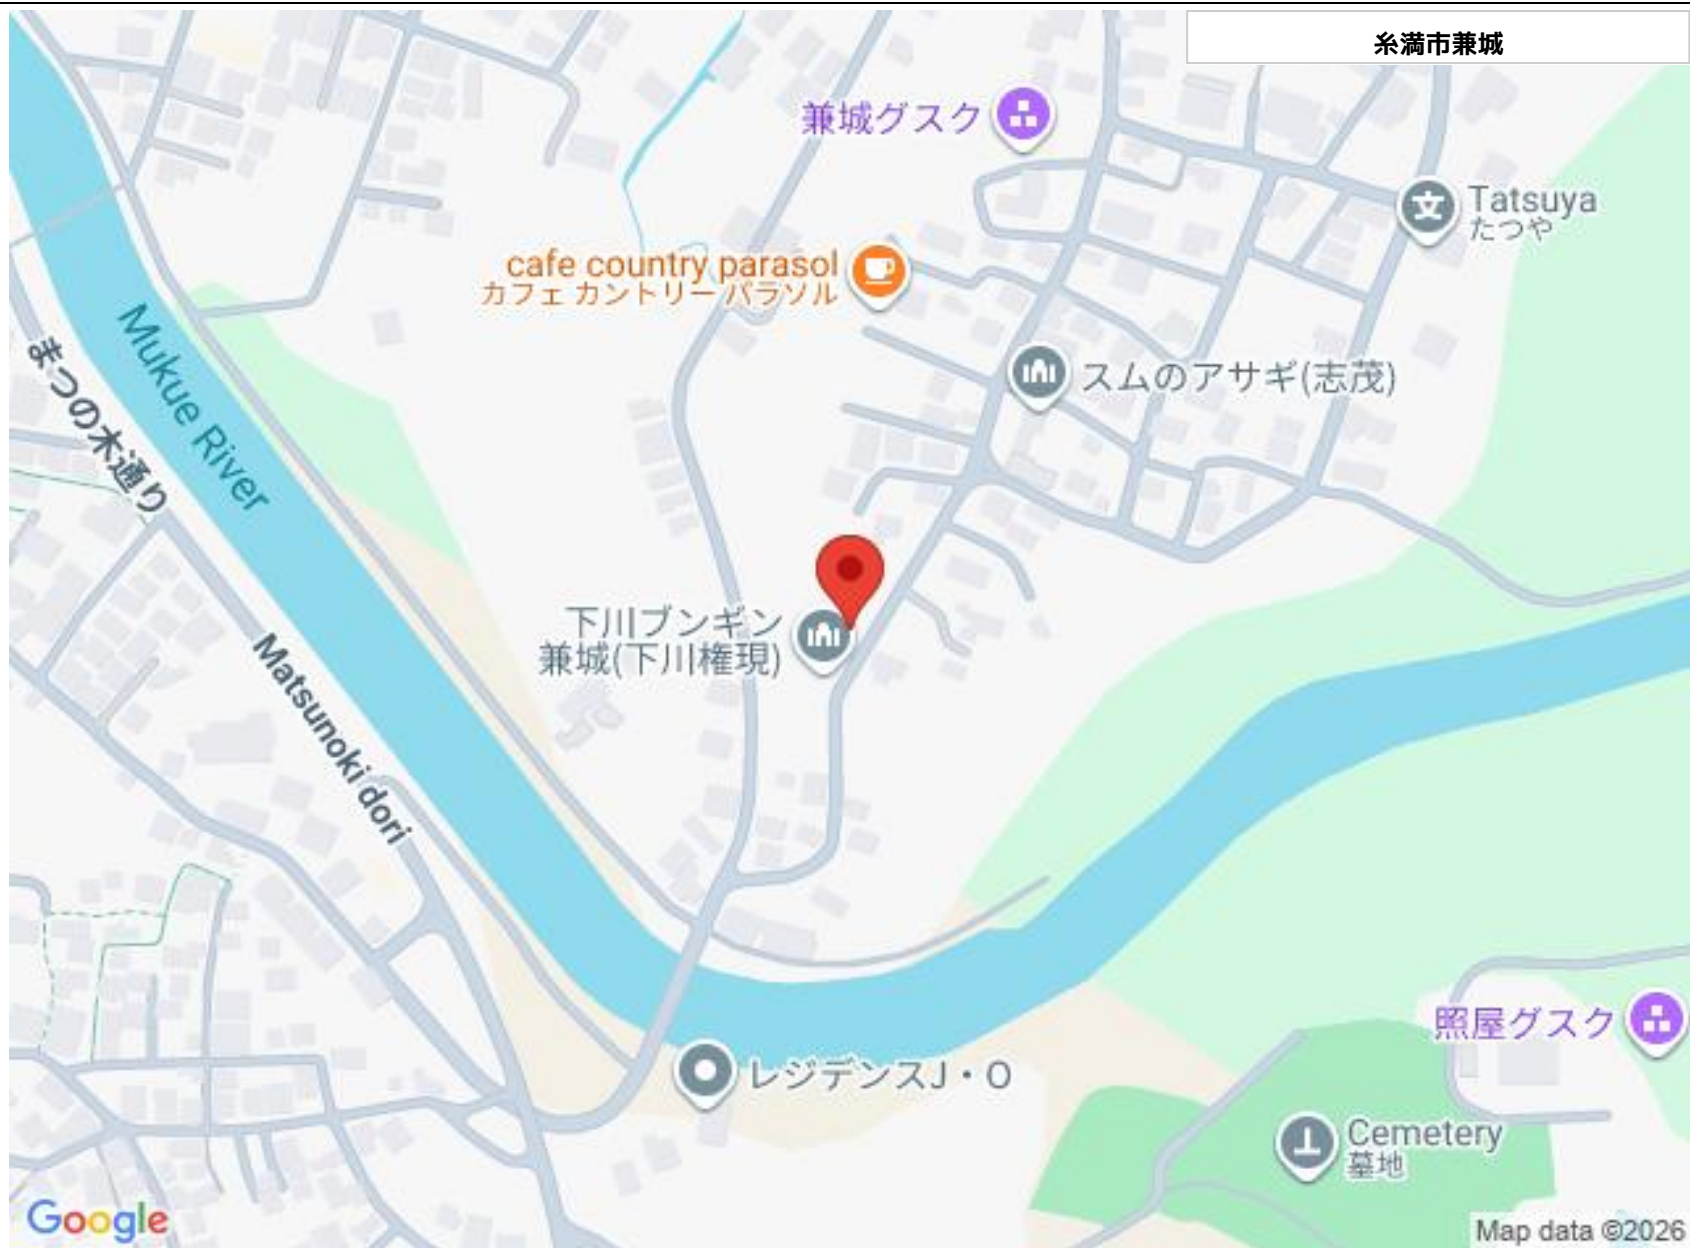 糸満市兼城
兼城グスク
Tatsuya
たつや
cafe country parasol
カフェ カントリー パラソル
Mukue River
まつの木通り
スムのアサギ(志茂)
下川ブンギン
兼城(下川権現)
Matsunoki dori
照屋グスク
レジデンスJ・O
Cemetery
墓地
Google
Map data ©2026